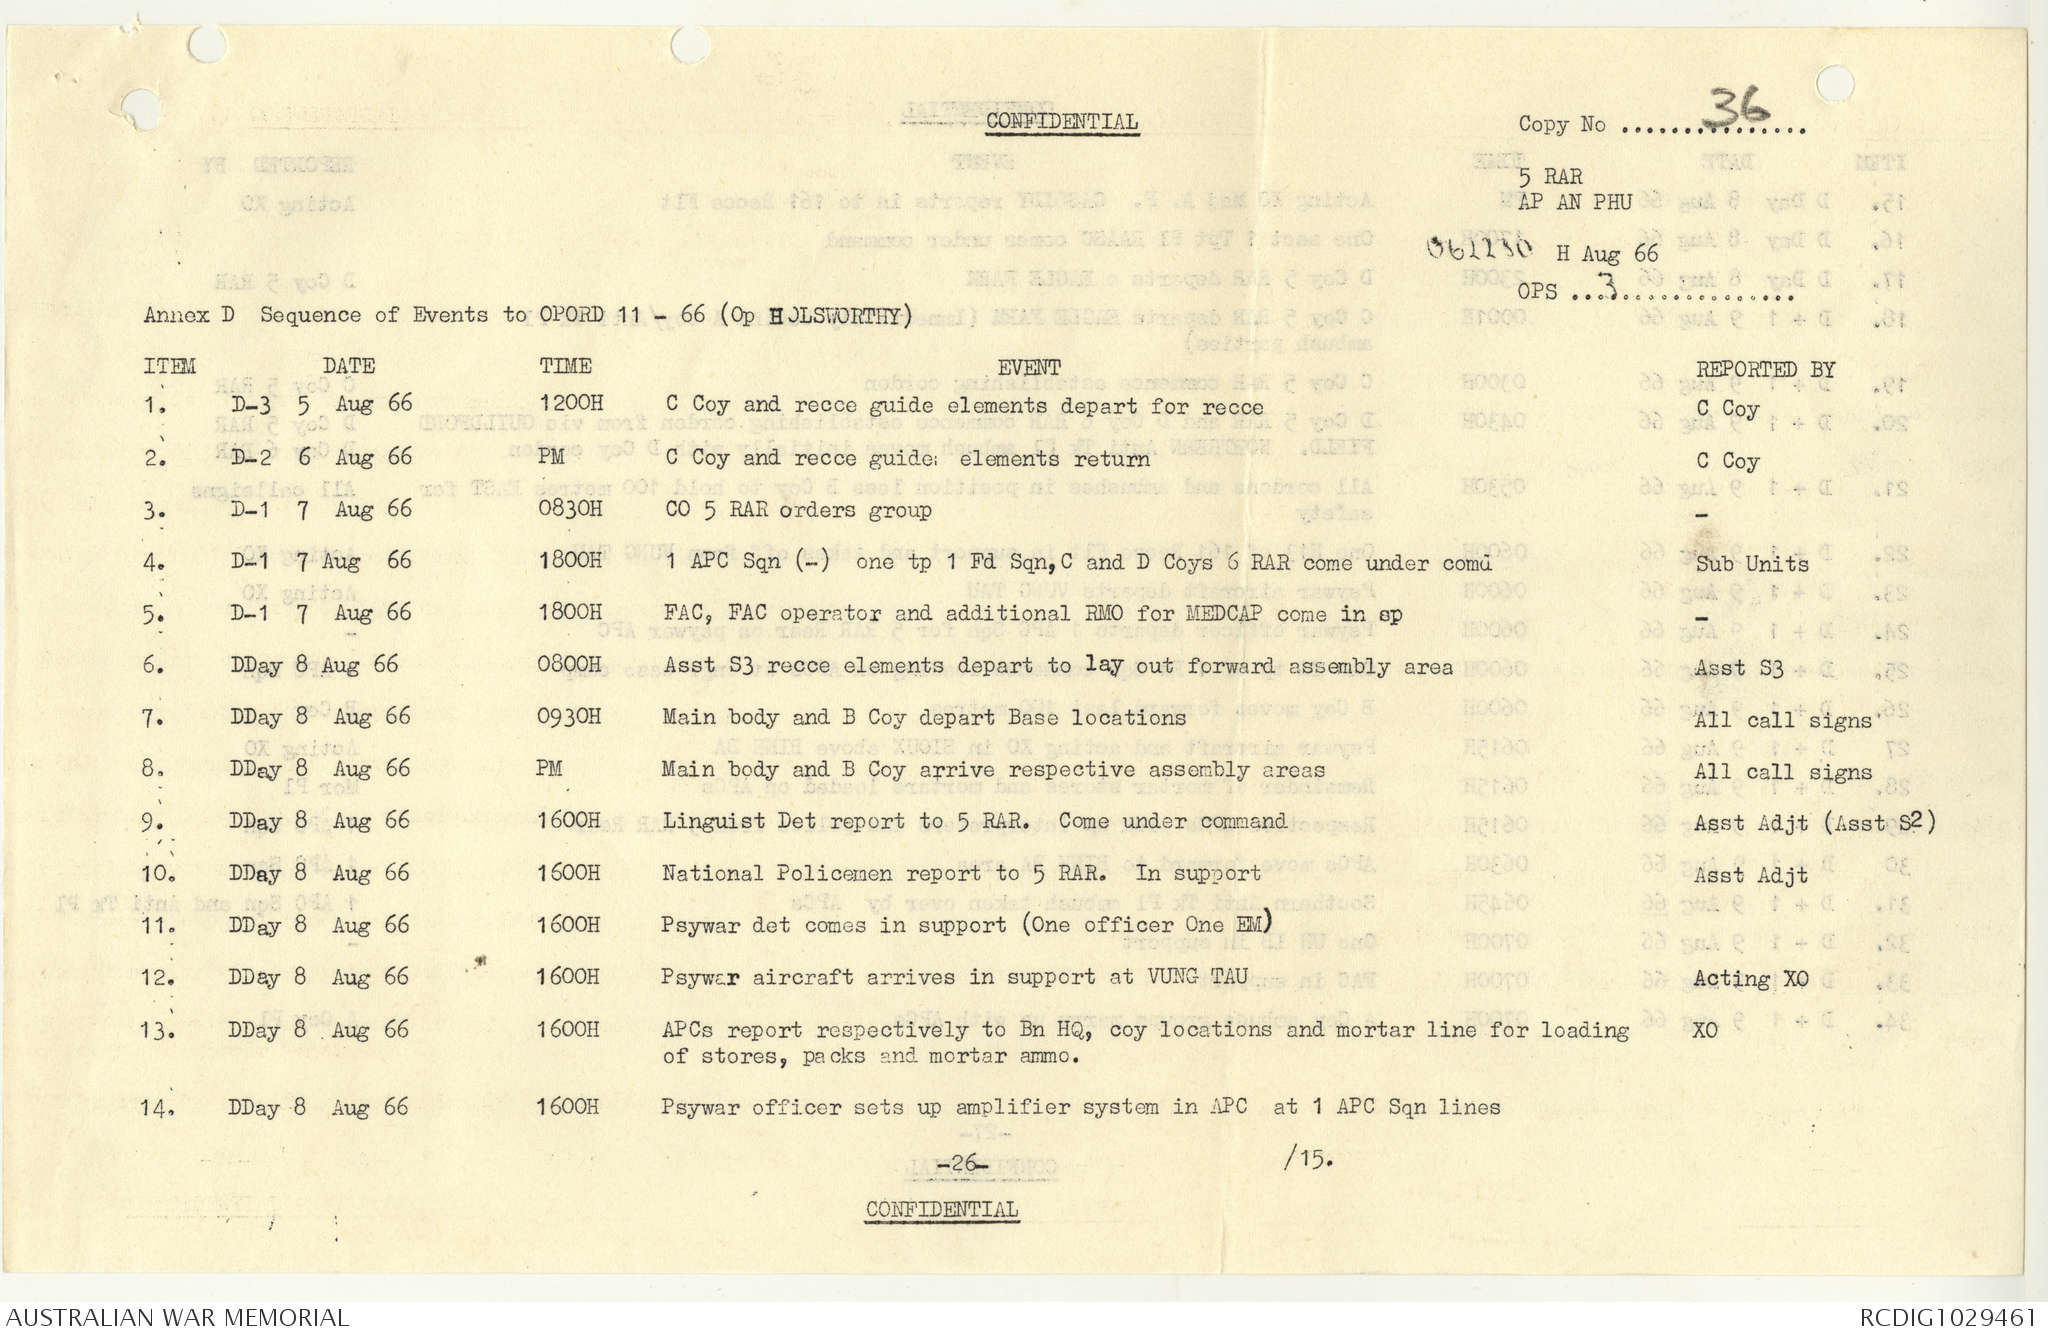 CONFIDENTIAL
Copy No ...36...
5 RAR
AP AN PHU
H Aug 66
OPS ...3...
Annex D Sequence of Events to OPORD 11 - 66 (Op HOLSWORTHY)
ITEM DATE TIME EVENT REPORTED BY
1. D-3 5 Aug 66 1200H C Coy and recce guide elements depart for recce C Coy
2. D-2 6 Aug 66 PM C Coy and recce guide elements return C Coy
3. D-1 7 Aug 66 0830H CO 5 RAR orders group -
4. D-1 7 Aug 66 1800H 1 APC Sqn (-) one tp 1 Fd Sqn, C and D Coys 6 RAR come under comd Sub Units
5. D-1 7 Aug 66 1800H FAC, FAC operator and additional RMO for MEDCAP come in sp -
6. DDay 8 Aug 66 0800H Asst S3 recce elements depart to lay out forward assembly area Asst S3
7. DDay 8 Aug 66 0930H Main body and B Coy depart Base locations All call signs
8. DDay 8 Aug 66 PM Main body and B Coy arrive respective assembly areas All call signs
9. DDay 8 Aug 66 1600H Linguist Det report to 5 RAR. Come under command Asst Adjt (Asst S2)
10. DDay 8 Aug 66 1600H National Policemen report to 5 RAR. In support Asst Adjt
11. DDay 8 Aug 66 1600H Psywar det comes in support (One officer One EM)
12. DDay 8 Aug 66 1600H Psywar aircraft arrives in support at VUNG TAU Acting XO
13. DDay 8 Aug 66 1600H APCs report respectively to Bn HQ, coy locations and mortar line for loading XO
of stores, packs and mortar ammo.
14. DDay 8 Aug 66 1600H Psywar officer sets up amplifier system in APC at 1 APC Sqn lines
-26- /15.
CONFIDENTIAL
AUSTRALIAN WAR MEMORIAL RCDIG1029461